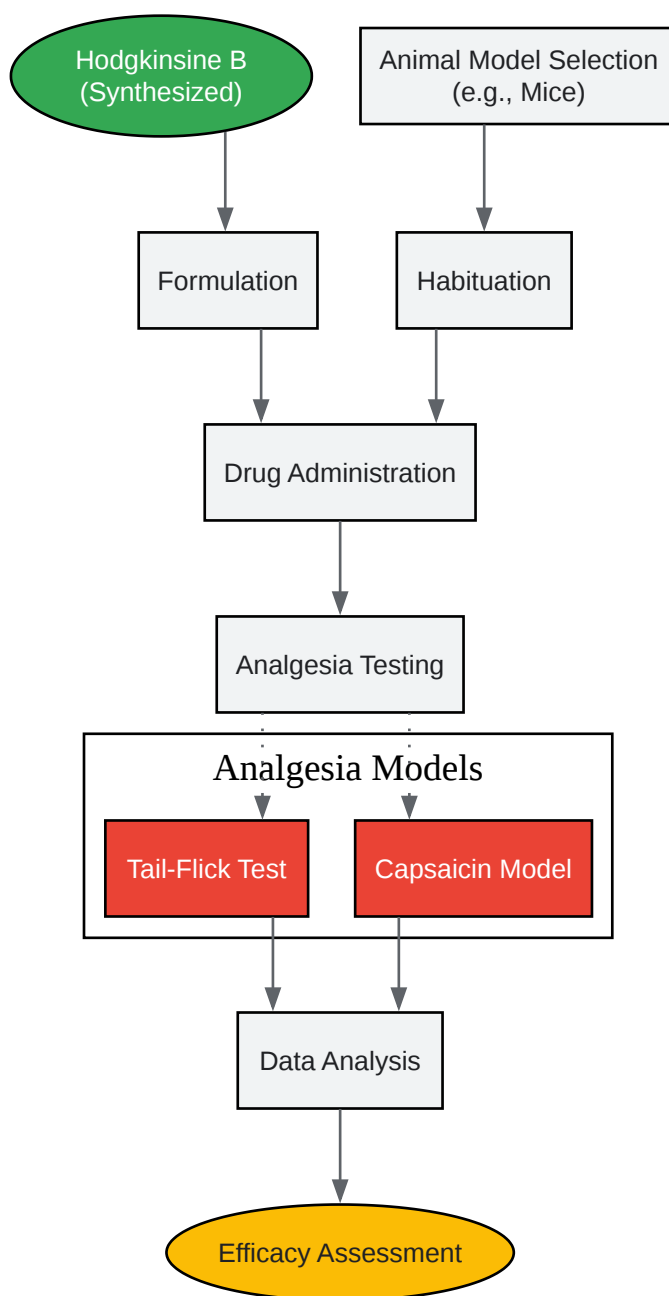 Hodgkinsine B
(Synthesized)
Animal Model Selection
(e.g., Mice)
Formulation
Habituation
Drug Administration
Analgesia Testing
Analgesia Models
Tail-Flick Test
Capsaicin Model
Data Analysis
Efficacy Assessment